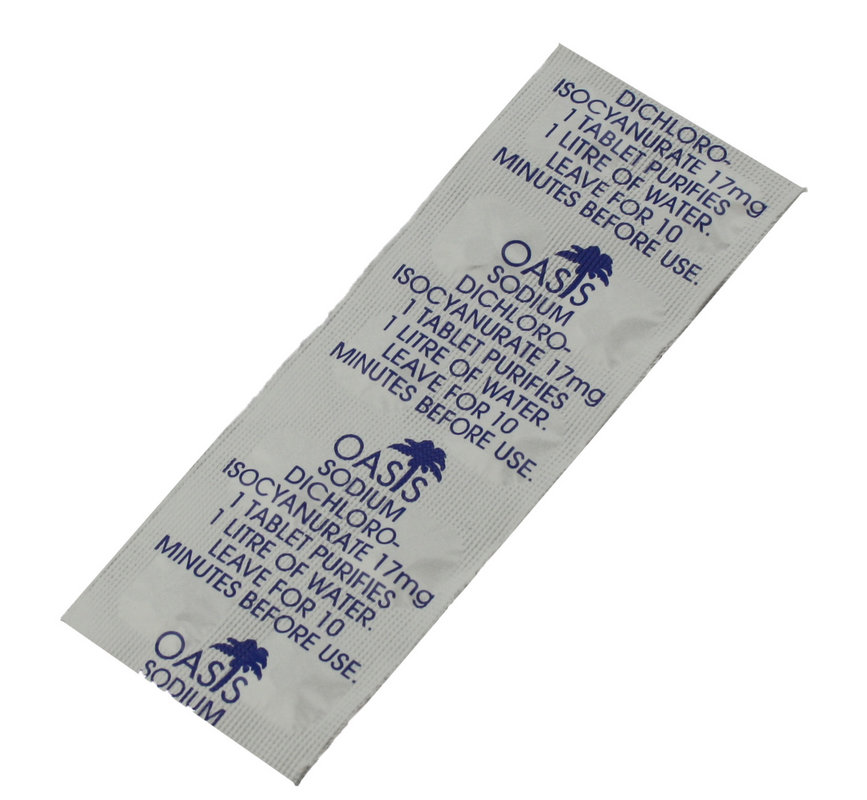 DICHLORO-
ISOCYANURATE 17mg
1 TABLET PURIFIES
1 LITRE OF WATER.
LEAVE FOR 10
MINUTES BEFORE USE.
OASIS
SODIUM
DICHLORO-
ISOCYANURATE 17mg
1 TABLET PURIFIES
1 LITRE OF WATER.
LEAVE FOR 10
MINUTES BEFORE USE.
OASIS
SODIUM
DICHLORO-
ISOCYANURATE 17mg
1 TABLET PURIFIES
1 LITRE OF WATER.
LEAVE FOR 10
MINUTES BEFORE USE.
OASIS
SODIUM